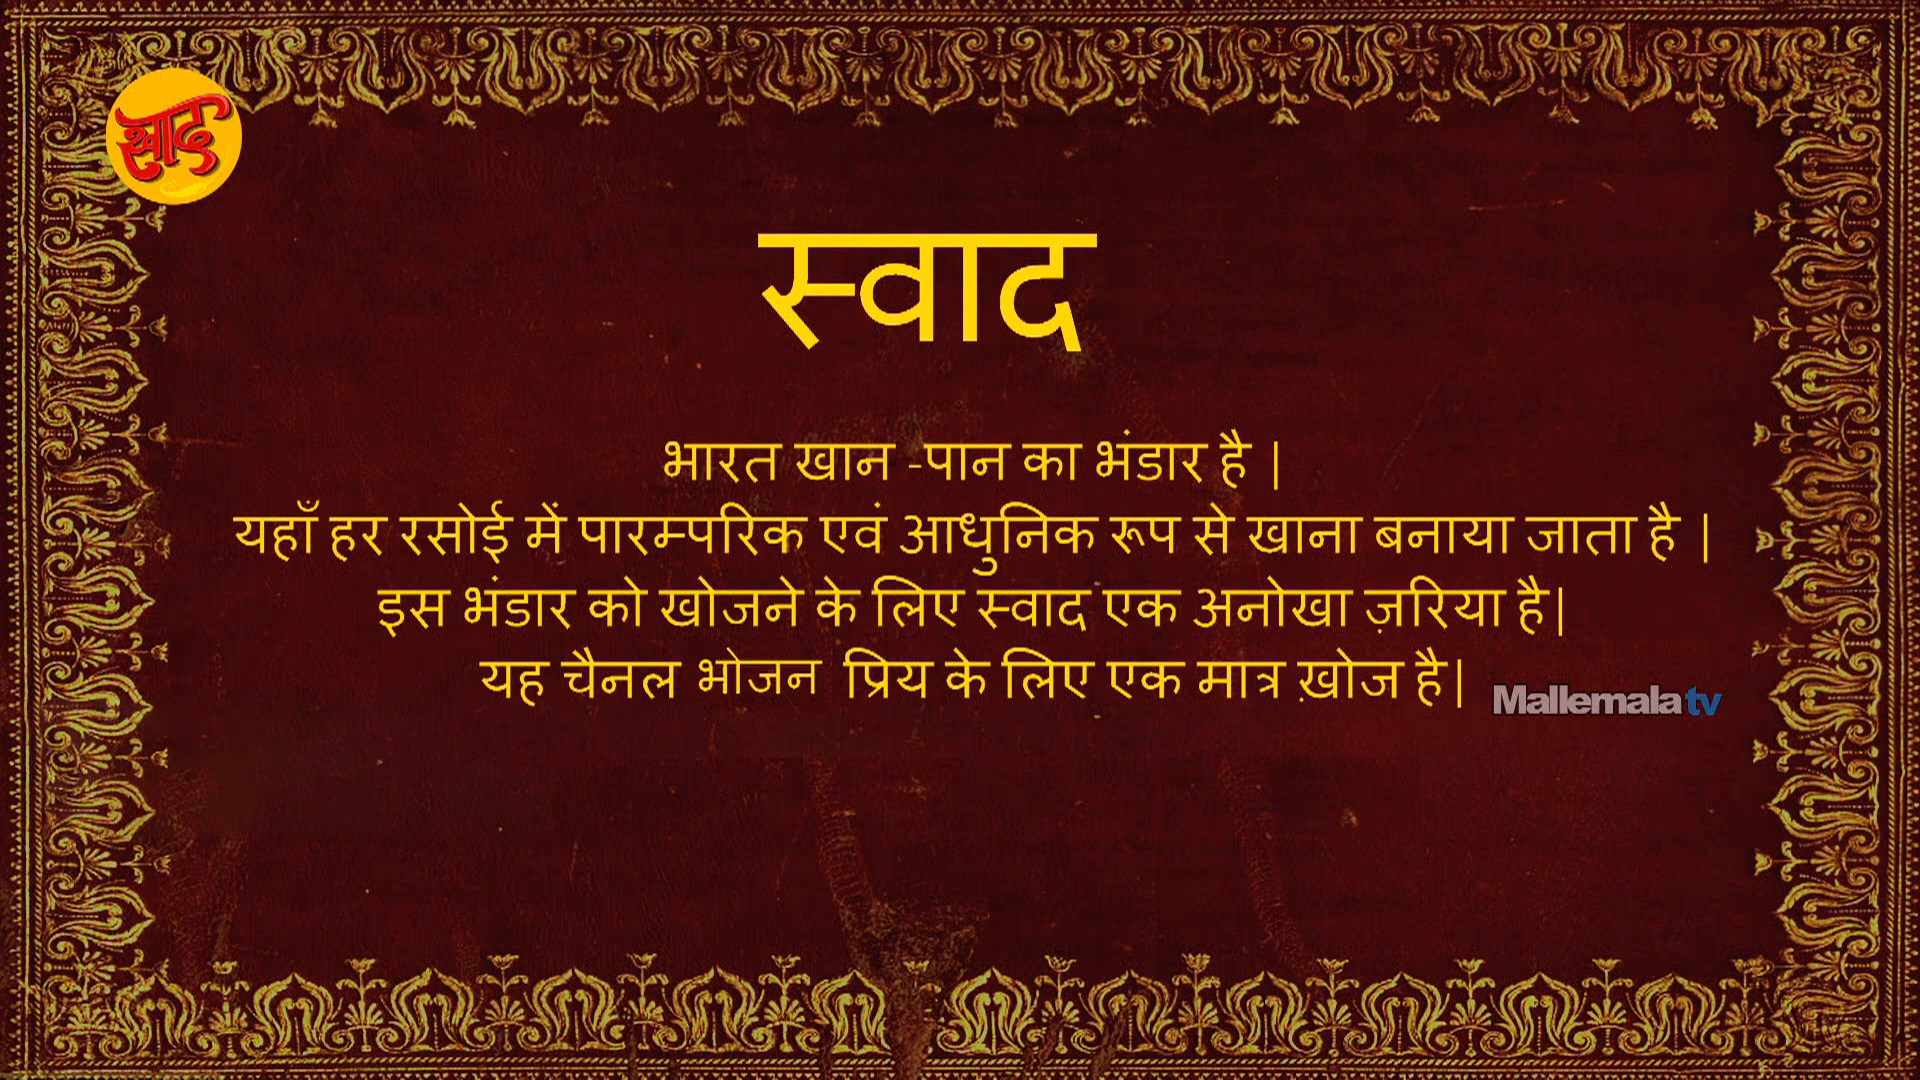 स्वाद
स्वाद
भारत खान -पान का भंडार है |
यहाँ हर रसोई में पारम्परिक एवं आधुनिक रूप से खाना बनाया जाता है |
इस भंडार को खोजने के लिए स्वाद एक अनोखा ज़रिया है|
यह चैनल भोजन प्रिय के लिए एक मात्र ख़ोज है|
Mallemalatv